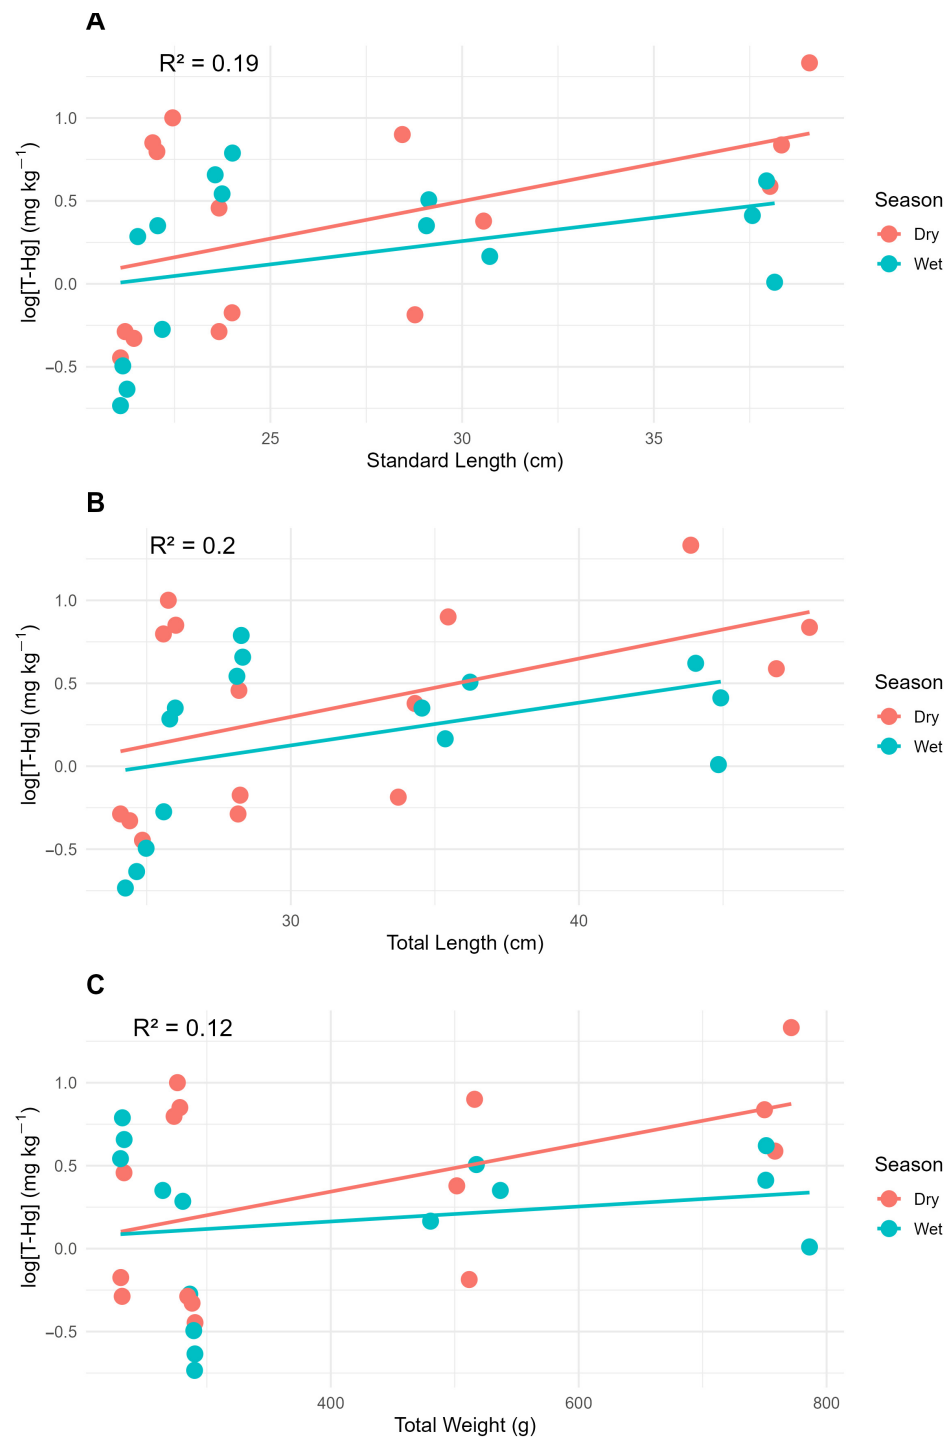 A
R² = 0.19
log[T-Hg] (mg kg⁻¹)
1.0
0.5
0.0
−0.5
25 30 35
Standard Length (cm)
Season
Dry
Wet
B
R² = 0.2
log[T-Hg] (mg kg⁻¹)
1.0
0.5
0.0
−0.5
30 40
Total Length (cm)
Season
Dry
Wet
C
R² = 0.12
log[T-Hg] (mg kg⁻¹)
1.0
0.5
0.0
−0.5
400 600 800
Total Weight (g)
Season
Dry
Wet